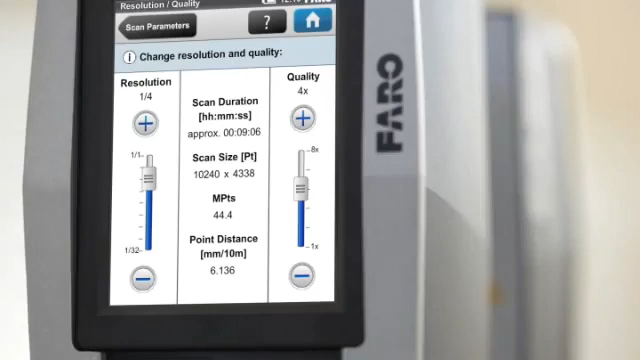 Resolution / Quality
FARO
Scan Parameters
?
i Change resolution and quality:
Resolution
1/4
1/1
1/32
Scan Duration
[hh:mm:ss]
approx. 00:09:06
Scan Size [Pt]
10240 x 4338
MPts
44.4
Point Distance
[mm/10m]
6.136
Quality
4x
8x
1x
FARO